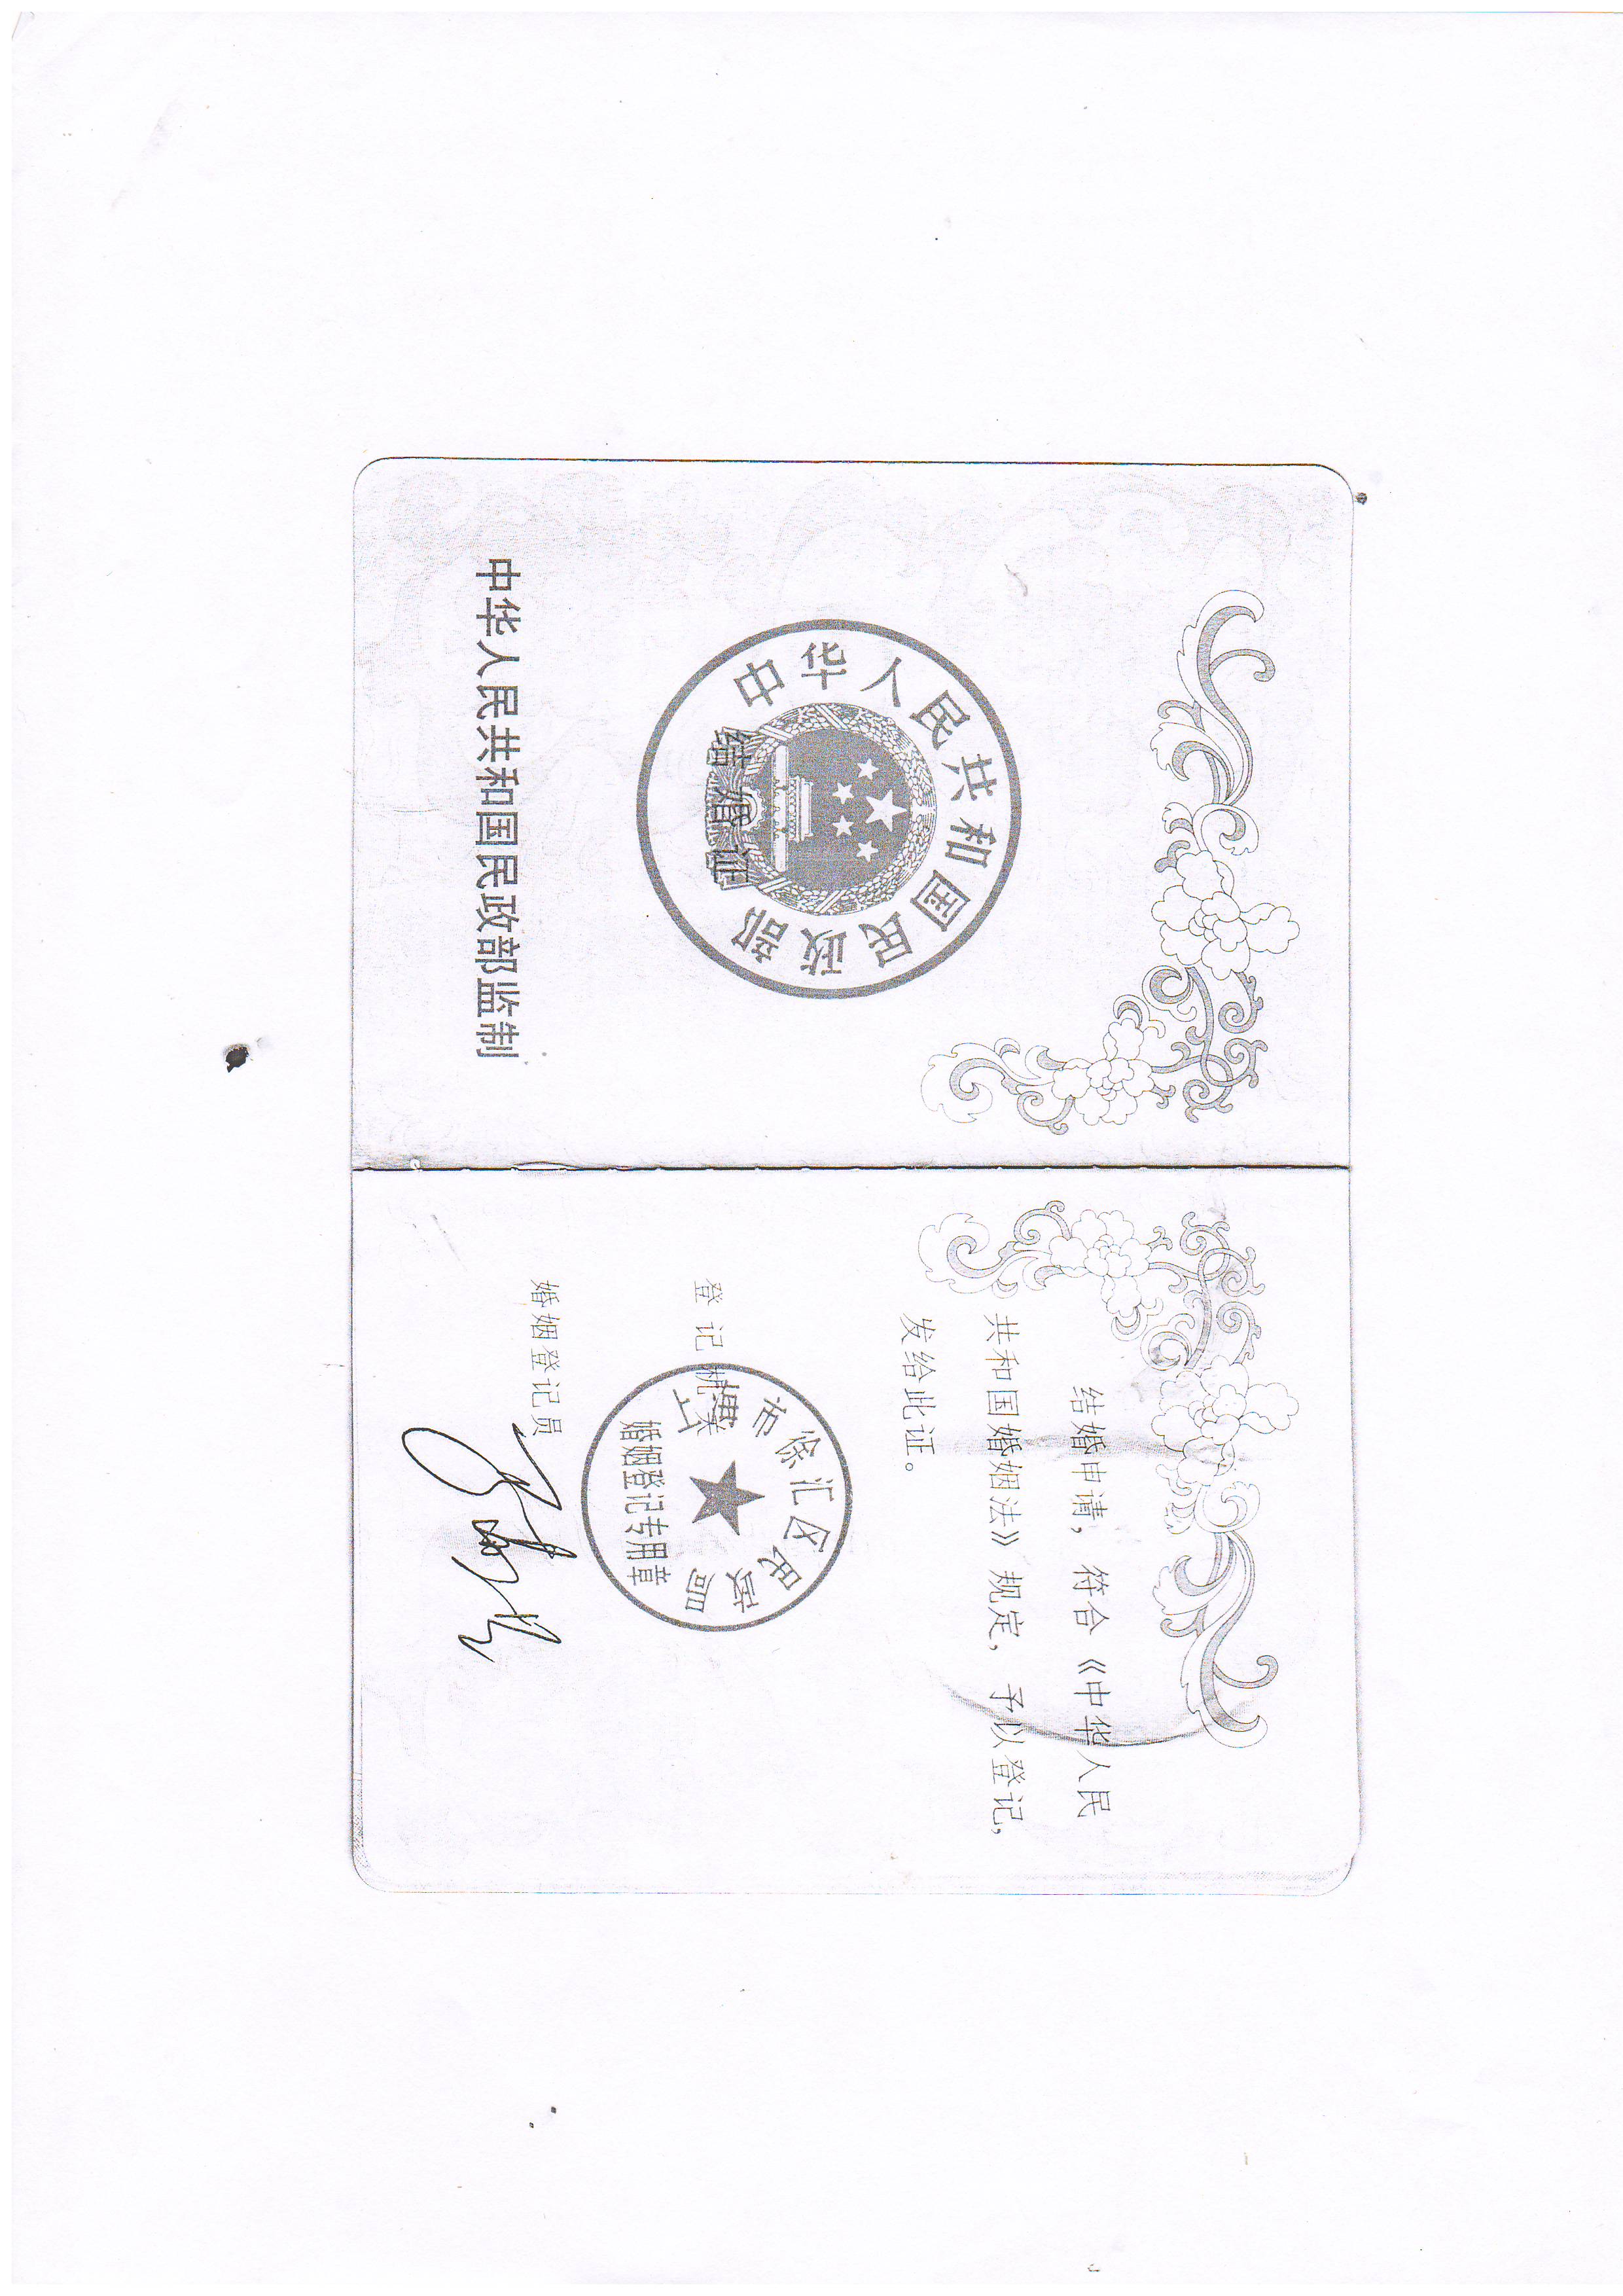 中华人民共和国民政部
结婚证
中华人民共和国民政部监制
结婚申请，符合《中华人民
共和国婚姻法》规定，予以登记，
发给此证。
登记机关
上海市徐汇区民政局
婚姻登记专用章
婚姻登记员